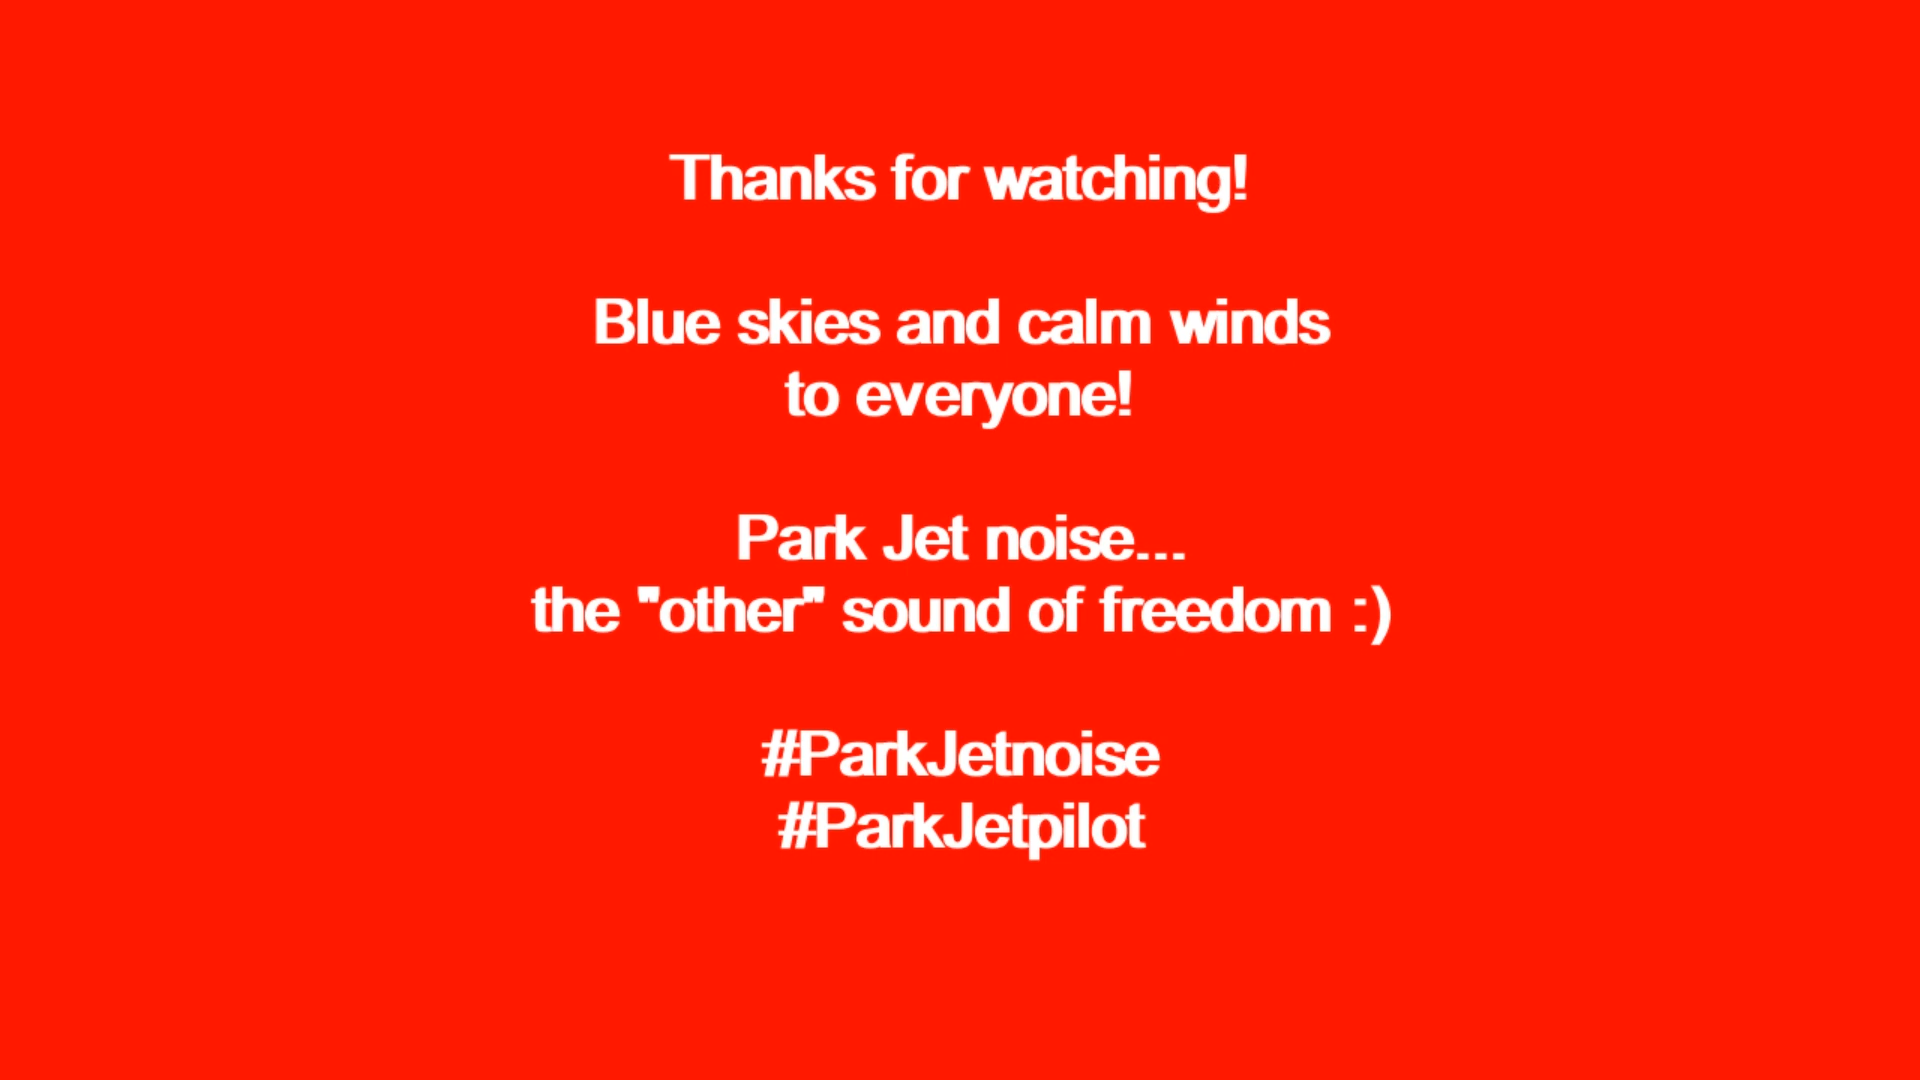 Thanks for watching!
Blue skies and calm winds
to everyone!
Park Jet noise...
the "other" sound of freedom :)
#ParkJetnoise
#ParkJetpilot